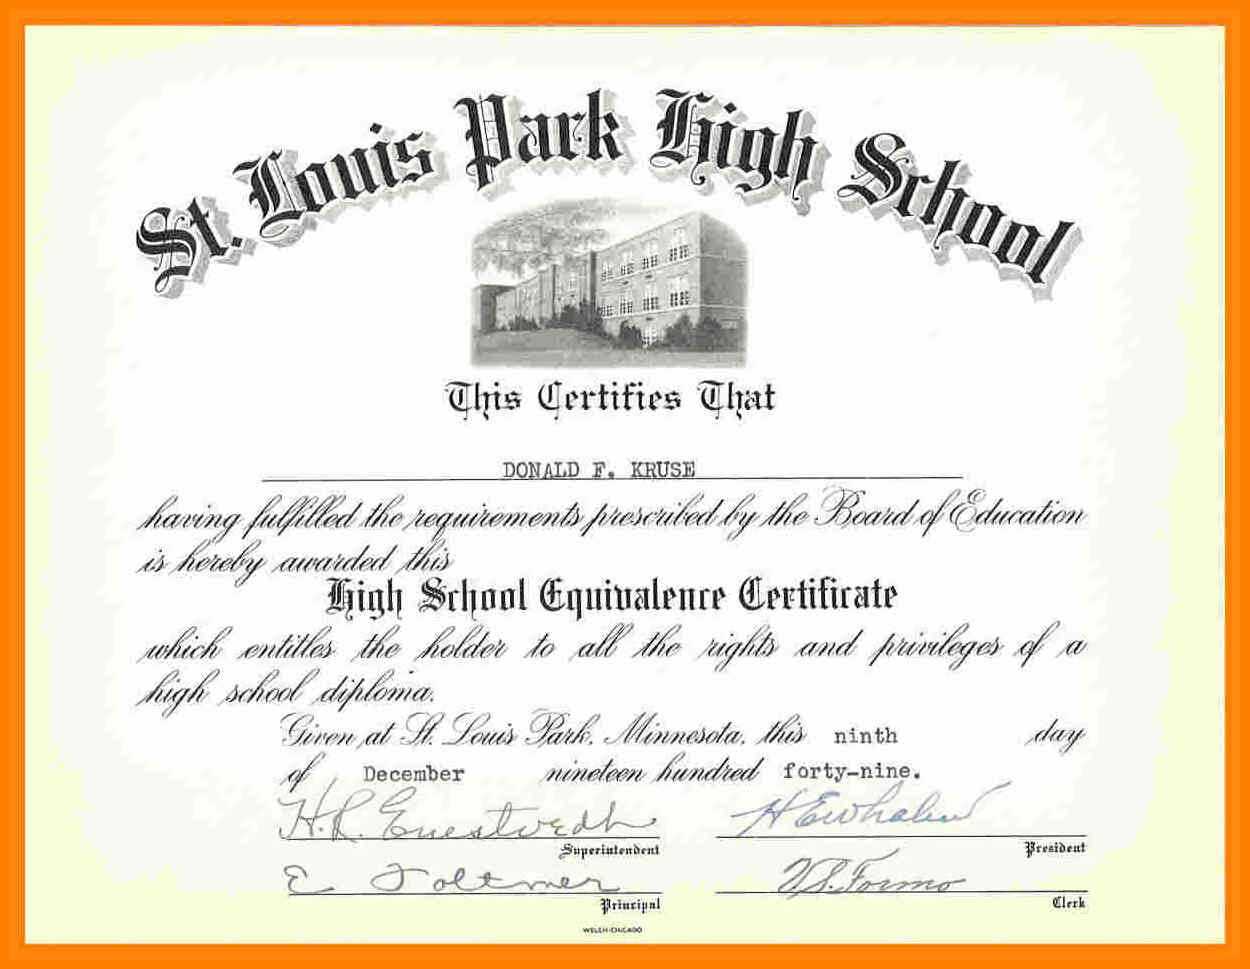 St. Louis Park High School
This Certifies That
DONALD F. KRUSE
having fulfilled the requirements prescribed by the Board of Education
is hereby awarded this
High School Equivalence Certificate
which entitles the holder to all the rights and privileges of a
high school diploma.
Given at St. Louis Park, Minnesota, this ninth day
of December nineteen hundred forty-nine.
H. E. Whalen
Superintendent President
E
Principal Clerk
WELCH-CHICAGO